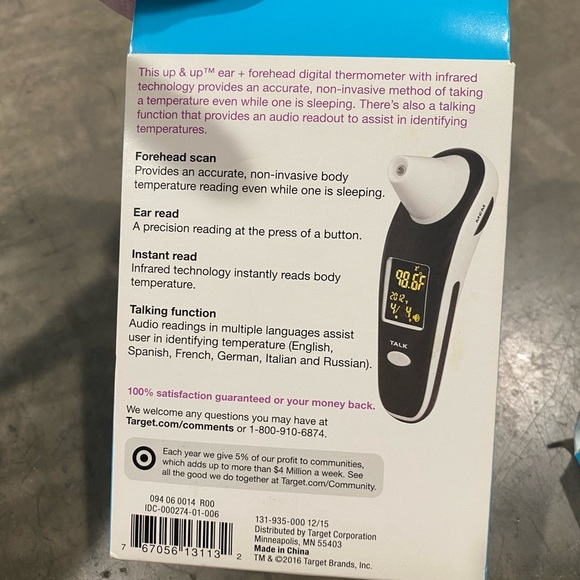 This up & up™ ear + forehead digital thermometer with infrared
technology provides an accurate, non-invasive method of taking
a temperature even while one is sleeping. There's also a talking
function that provides an audio readout to assist in identifying
temperatures.
Forehead scan
Provides an accurate, non-invasive body
temperature reading even while one is sleeping.
Ear read
A precision reading at the press of a button.
Instant read
Infrared technology instantly reads body
temperature.
Talking function
Audio readings in multiple languages assist
user in identifying temperature (English,
Spanish, French, German, Italian and Russian).
MEM
98.6F
2012
4/ 4
TALK
100% satisfaction guaranteed or your money back.
We welcome any questions you may have at
Target.com/comments or 1-800-910-6874.
Each year we give 5% of our profit to communities,
which adds up to more than $4 Million a week. See
all the good we do together at Target.com/Community.
094 06 0014 R00
IDC-000274-01-006
7 67056 13113 2
131-935-000 12/15
Distributed by Target Corporation
Minneapolis, MN 55403
Made in China
TM & ©2016 Target Brands, Inc.